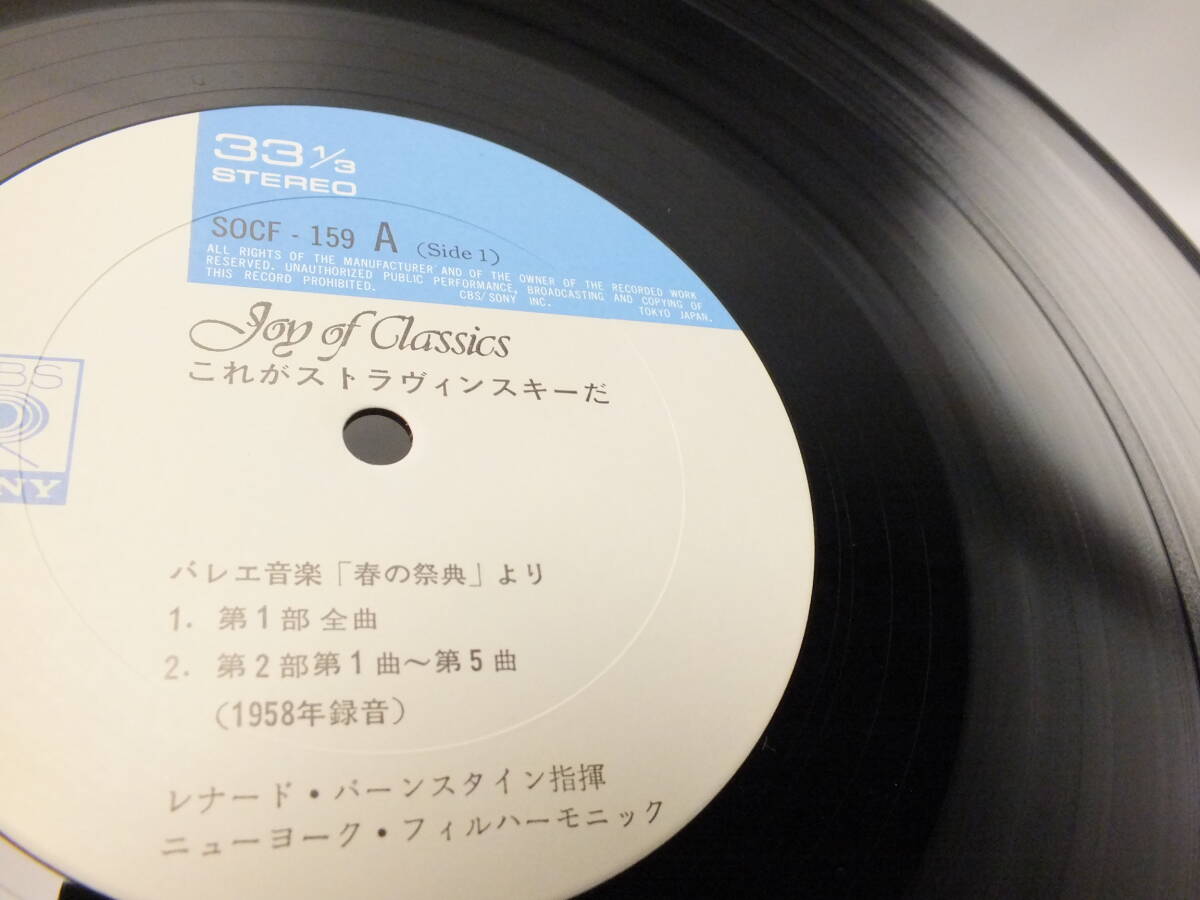 33 1/3
STEREO
SOCF - 159 A (Side 1)
ALL RIGHTS OF THE MANUFACTURER AND OF THE OWNER OF THE RECORDED WORK
RESERVED. UNAUTHORIZED PUBLIC PERFORMANCE, BROADCASTING AND COPYING OF
THIS RECORD PROHIBITED. CBS/SONY INC. TOKYO JAPAN.
Joy of Classics
これがストラヴィンスキーだ
BS
NY
バレエ音楽「春の祭典」より
1. 第1部 全曲
2. 第2部第1曲～第5曲
(1958年録音)
レナード・バーンスタイン指揮
ニューヨーク・フィルハーモニック